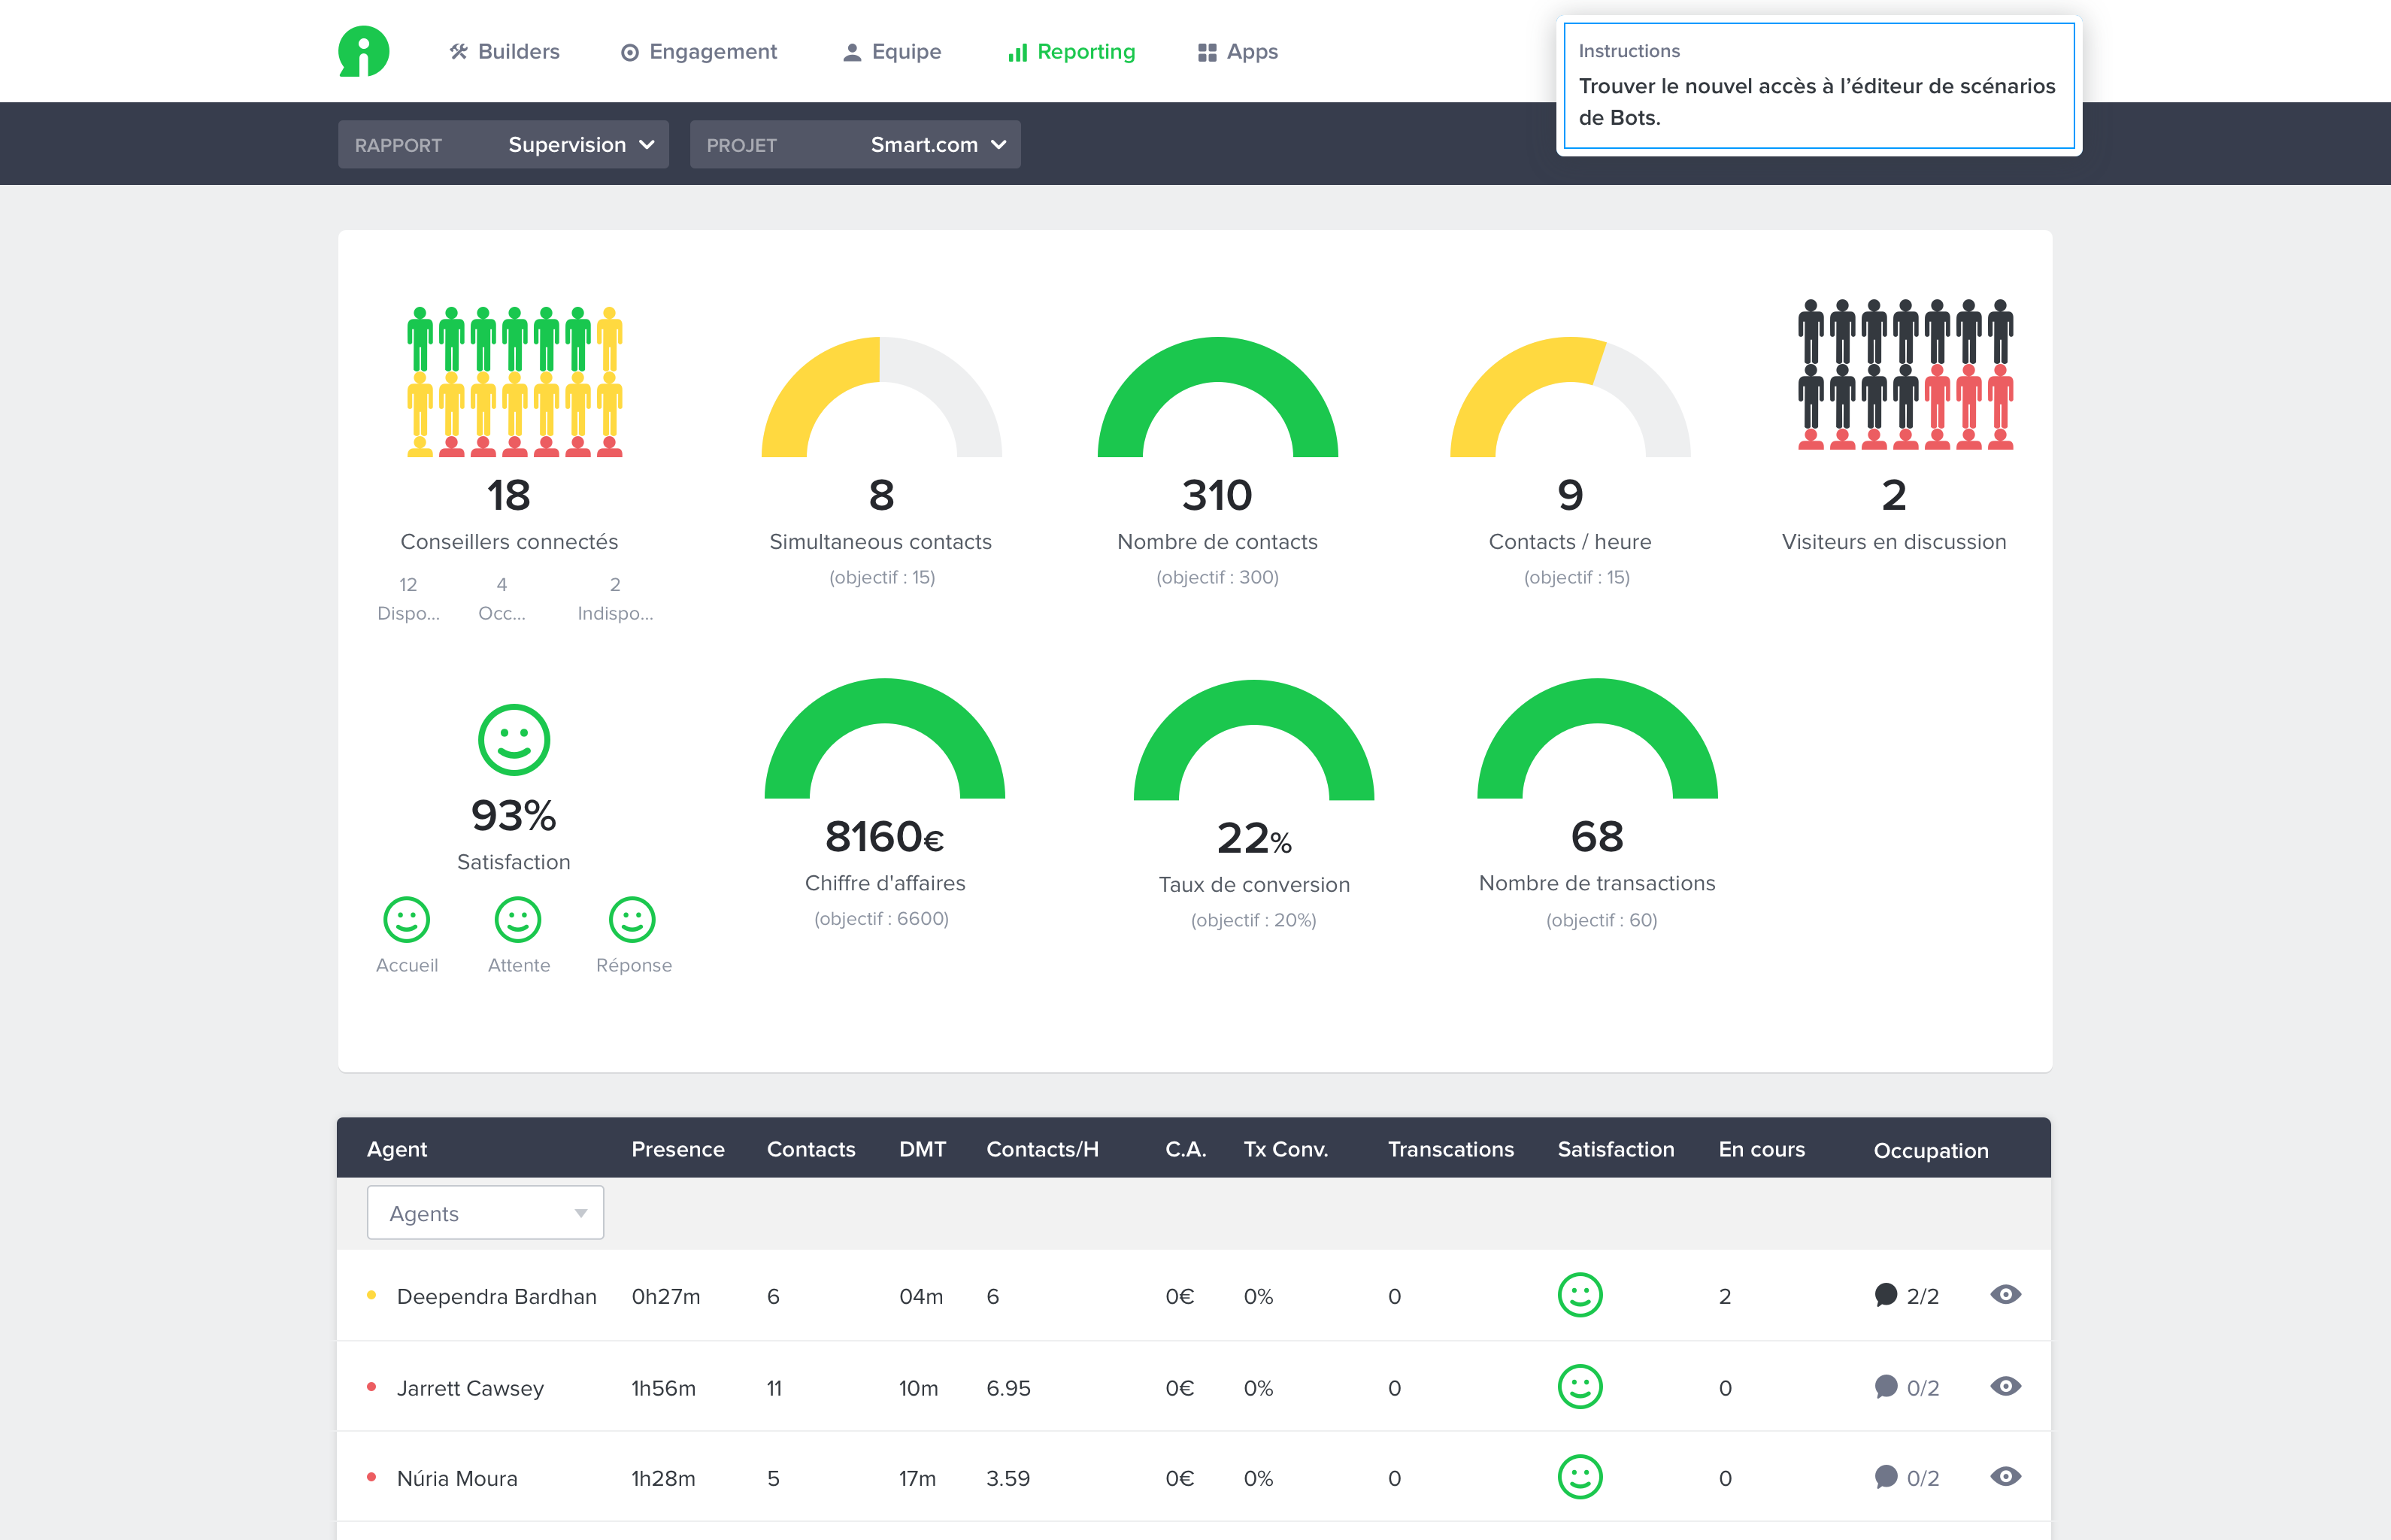 Builders
Engagement
Equipe
Reporting
Apps
Instructions
Trouver le nouvel accès à l’éditeur de scénarios
de Bots.
RAPPORT Supervision
PROJET Smart.com
18
Conseillers connectés
12 4 2
Dispo... Occ... Indispo...
8
Simultaneous contacts
(objectif : 15)
310
Nombre de contacts
(objectif : 300)
9
Contacts / heure
(objectif : 15)
2
Visiteurs en discussion
93%
Satisfaction
Accueil Attente Réponse
8160€
Chiffre d'affaires
(objectif : 6600)
22%
Taux de conversion
(objectif : 20%)
68
Nombre de transactions
(objectif : 60)
Agent Presence Contacts DMT Contacts/H C.A. Tx Conv. Transcations Satisfaction En cours Occupation
Agents
Deependra Bardhan 0h27m 6 04m 6 0€ 0% 0 2 2/2
Jarrett Cawsey 1h56m 11 10m 6.95 0€ 0% 0 0 0/2
Núria Moura 1h28m 5 17m 3.59 0€ 0% 0 0 0/2